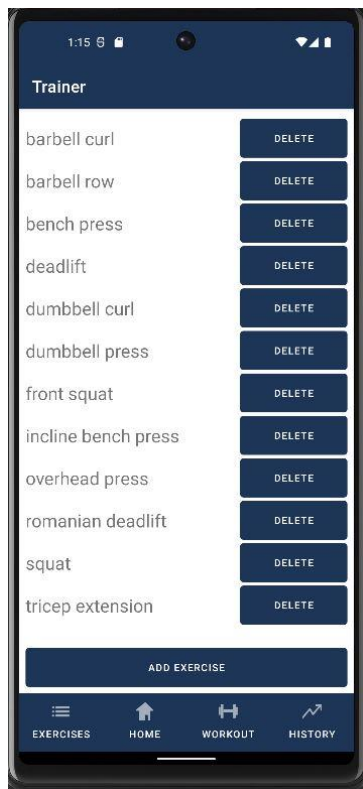 1:15
Trainer
barbell curl DELETE
barbell row DELETE
bench press DELETE
deadlift DELETE
dumbbell curl DELETE
dumbbell press DELETE
front squat DELETE
incline bench press DELETE
overhead press DELETE
romanian deadlift DELETE
squat DELETE
tricep extension DELETE
ADD EXERCISE
EXERCISES HOME WORKOUT HISTORY